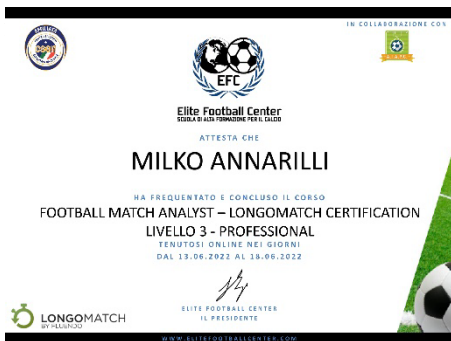 IN COLLABORAZIONE CON
EFC
Elite Football Center
SCUOLA DI ALTA FORMAZIONE PER IL CALCIO
ATTESTA CHE
MILKO ANNARILLI
HA FREQUENTATO E CONCLUSO IL CORSO
FOOTBALL MATCH ANALYST – LONGOMATCH CERTIFICATION
LIVELLO 3 - PROFESSIONAL
TENUTOSI ONLINE NEI GIORNI
DAL 13.06.2022 AL 18.06.2022
ELITE FOOTBALL CENTER
IL PRESIDENTE
LONGOMATCH
BY FLUENDO
WWW.ELITEFOOTBALLCENTER.COM